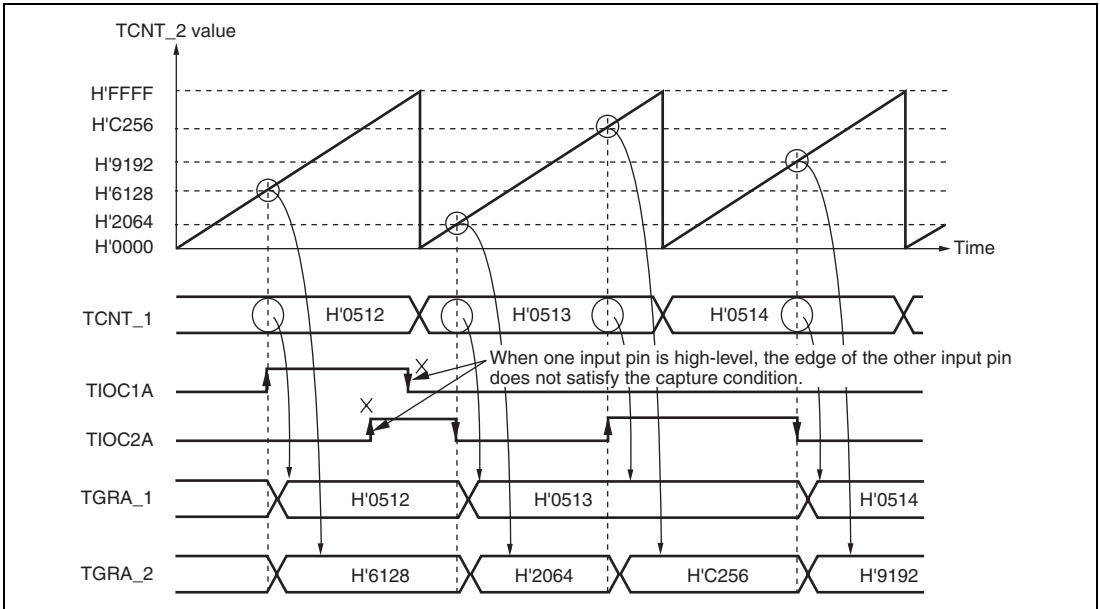 TCNT_2 value
H'FFFF
H'C256
H'9192
H'6128
H'2064
H'0000
Time
TCNT_1
H'0512
H'0513
H'0514
When one input pin is high-level, the edge of the other input pin
does not satisfy the capture condition.
TIOC1A
TIOC2A
TGRA_1
H'0512
H'0513
H'0514
TGRA_2
H'6128
H'2064
H'C256
H'9192